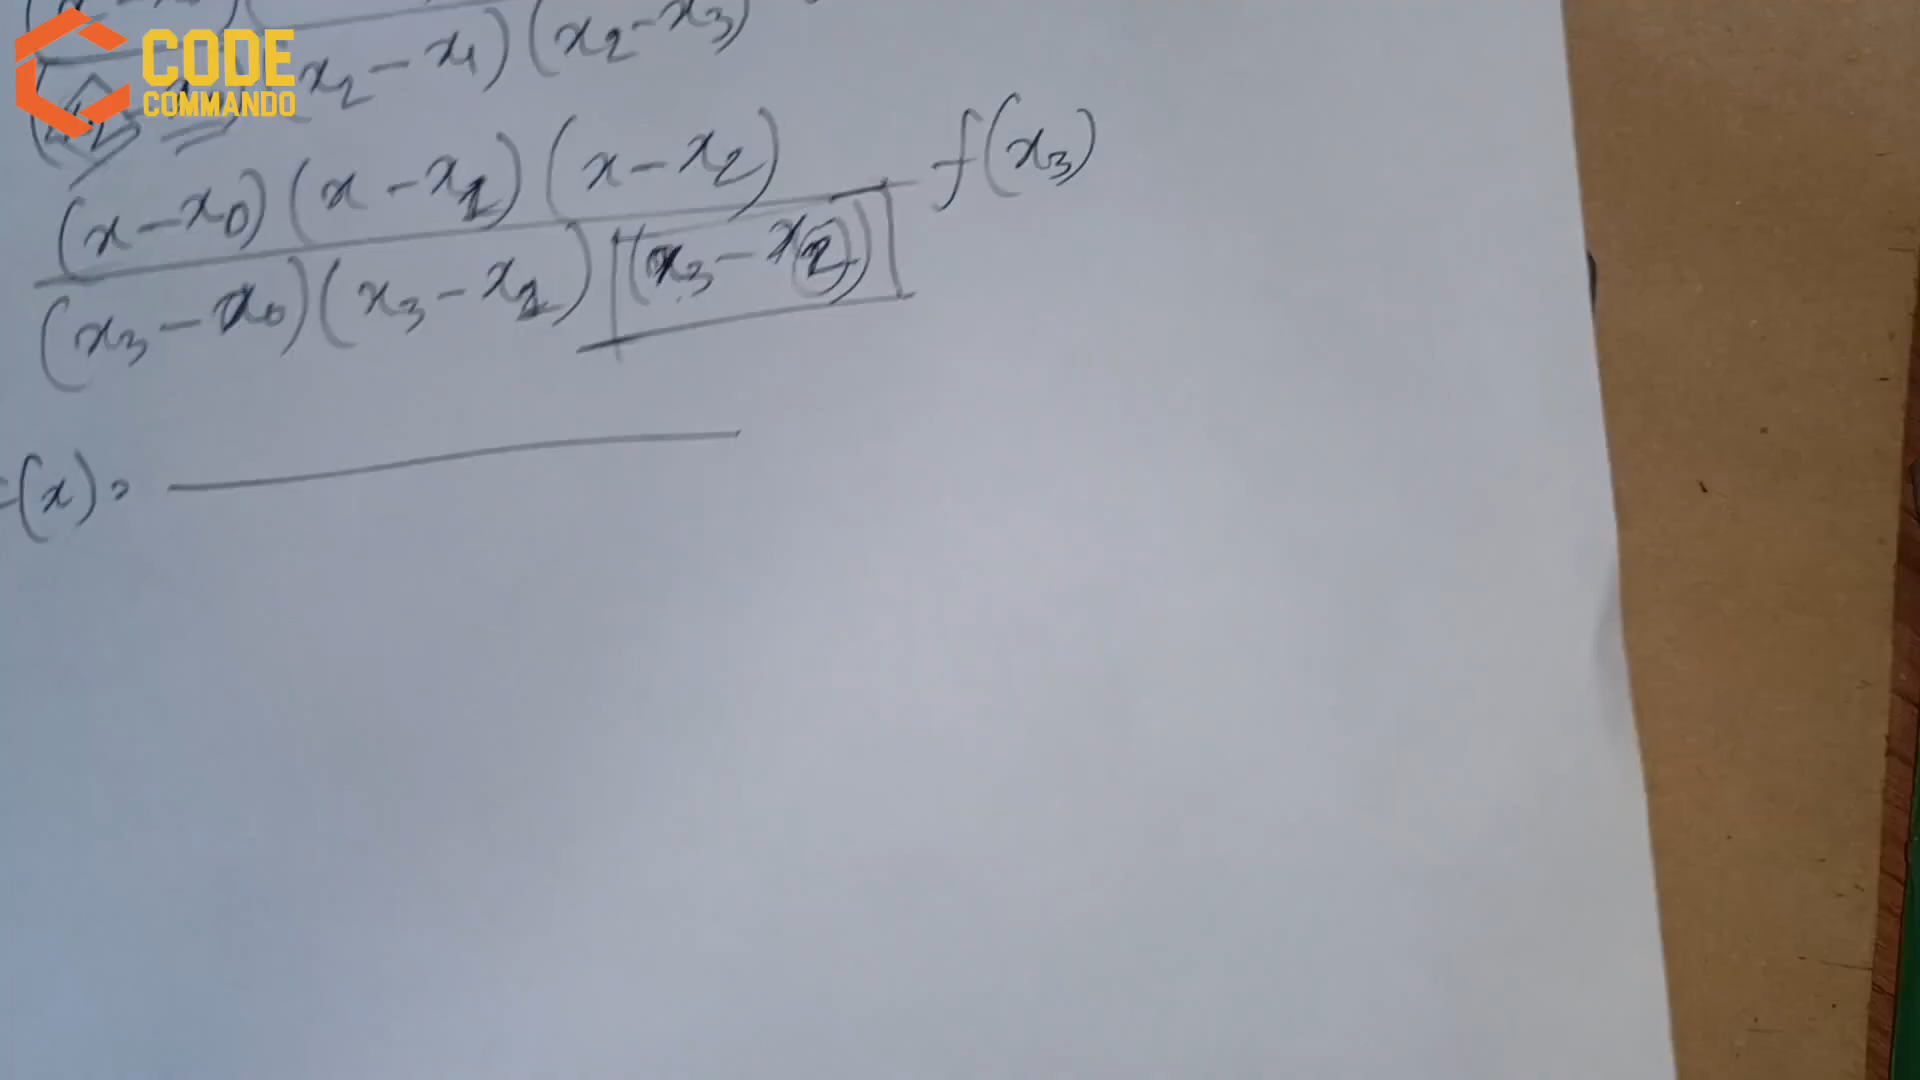 CODE
COMMANDO
x₂ - x₁) (x₂ - x₃)
(x - x₀) (x - x₁) (x - x₂) f(x₃)
(x₃ - x₀) (x₃ - x₁) (x₃ - x₂)
(x) =